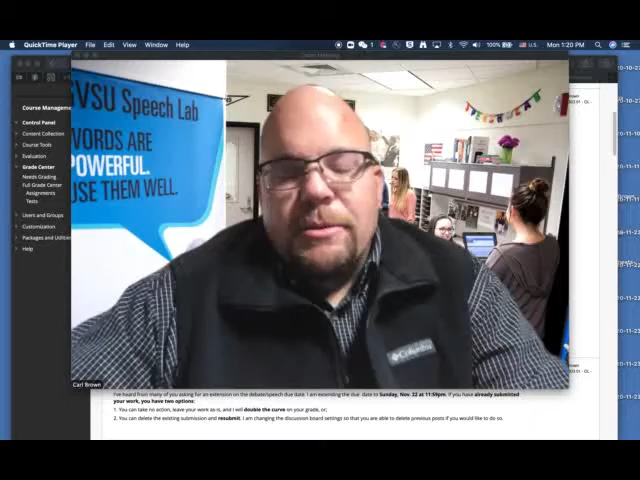 QuickTime Player File Edit View Window Help
1 100% U.S. Mon 1:20 PM
Course Management
Control Panel
Content Collection
Course Tools
Evaluation
Grade Center
Needs Grading
Full Grade Center
Assignments
Tests
Users and Groups
Customization
Packages and Utilities
Help
VSU Speech Lab
WORDS ARE
POWERFUL.
USE THEM WELL.
Columbia
Carl Brown
I've heard from many of you asking for an extension on the debate/speech due date. I am extending the due date to Sunday, Nov. 22 at 11:59pm. If you have already submitted
your work, you have two options:
1. You can take no action, leave your work as-is, and I will double the curve on your grade, or;
2. You can delete the existing submission and resubmit. I am changing the discussion board settings so that you are able to delete previous posts if you would like to do so.